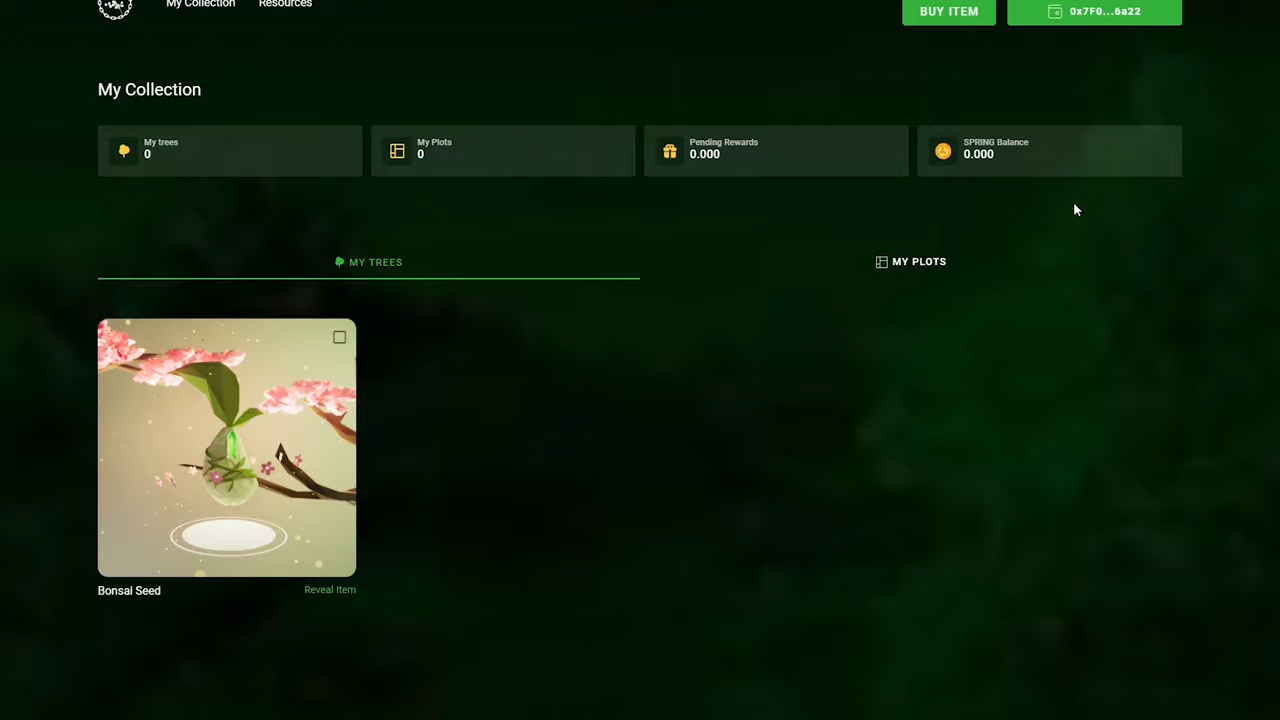 My Collection
Resources
BUY ITEM
0x7F0...6a22
My Collection
My trees
0
My Plots
0
Pending Rewards
0.000
SPRING Balance
0.000
MY TREES
MY PLOTS
Bonsai Seed
Reveal Item